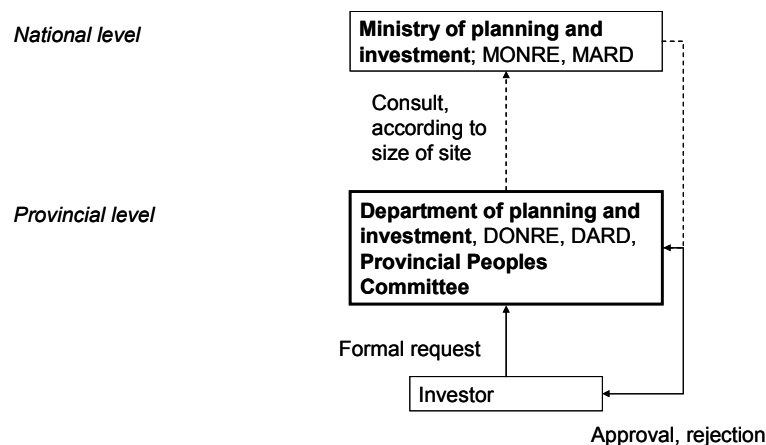 National level
Ministry of planning and
investment; MONRE, MARD
Consult,
according to
size of site
Provincial level
Department of planning and
investment, DONRE, DARD,
Provincial Peoples
Committee
Formal request
Investor
Approval, rejection